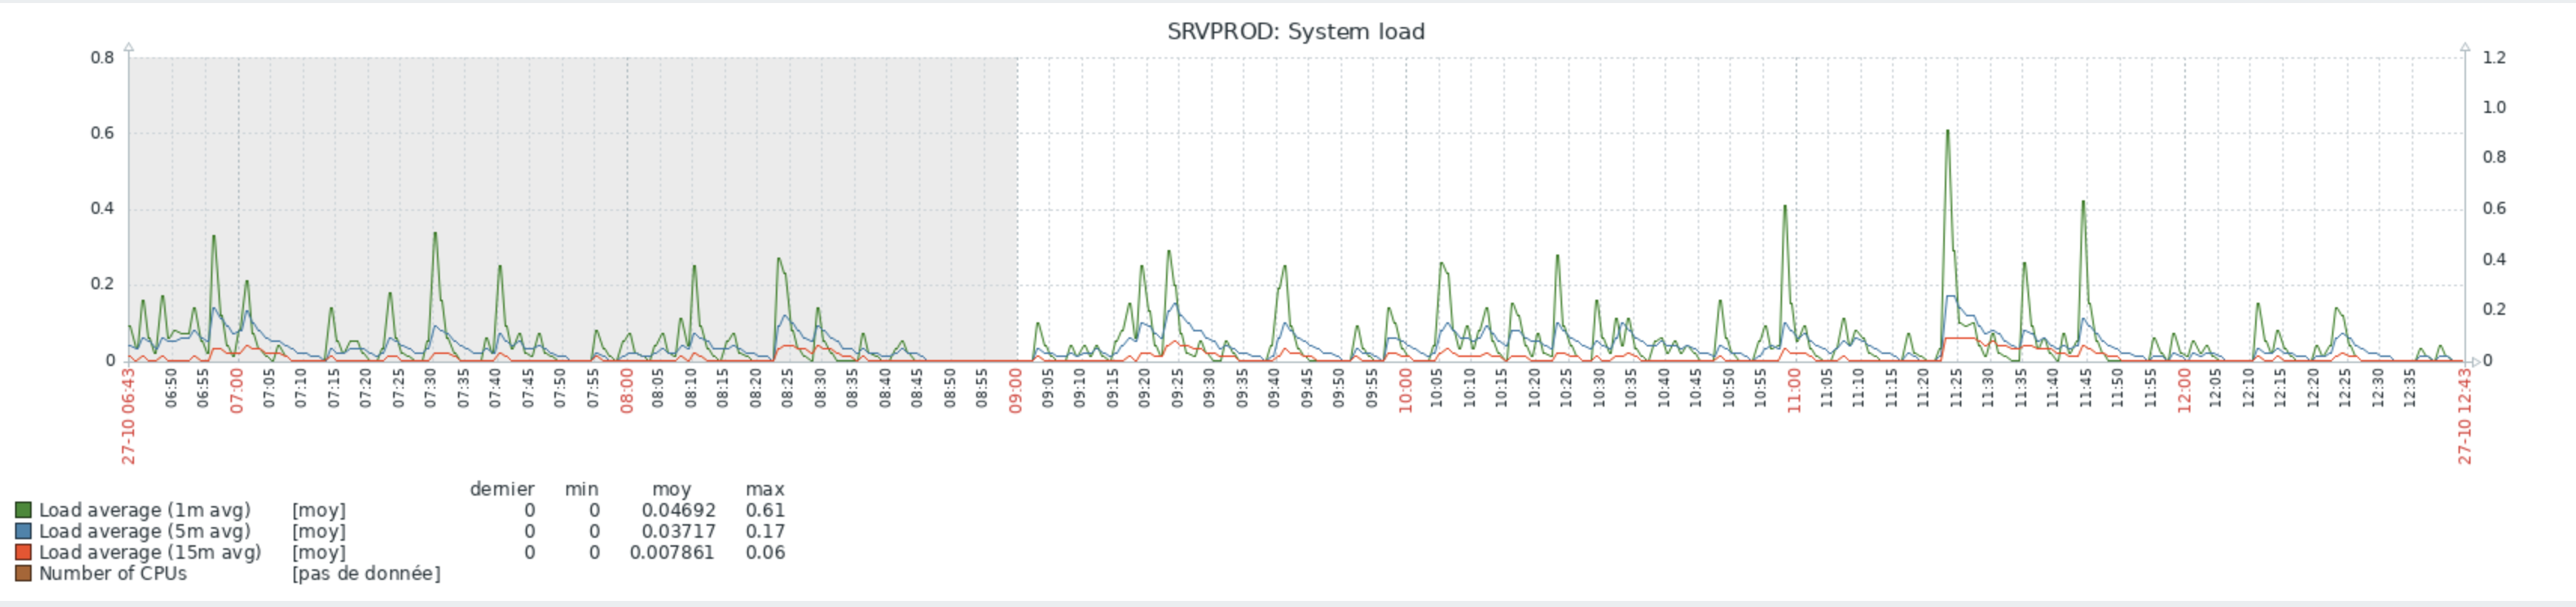 SRVPROD: System load
0.8 1.2
1.0
0.6
0.8
0.4 0.6
0.4
0.2
0.2
0 0
27-10 06:43 06:50 06:55 07:00 07:05 07:10 07:15 07:20 07:25 07:30 07:35 07:40 07:45 07:50 07:55 08:00 08:05 08:10 08:15 08:20 08:25 08:30 08:35 08:40 08:45 08:50 08:55 09:00 09:05 09:10 09:15 09:20 09:25 09:30 09:35 09:40 09:45 09:50 09:55 10:00 10:05 10:10 10:15 10:20 10:25 10:30 10:35 10:40 10:45 10:50 10:55 11:00 11:05 11:10 11:15 11:20 11:25 11:30 11:35 11:40 11:45 11:50 11:55 12:00 12:05 12:10 12:15 12:20 12:25 12:30 12:35 27-10 12:43
dernier min moy max
Load average (1m avg) [moy] 0 0 0.04692 0.61
Load average (5m avg) [moy] 0 0 0.03717 0.17
Load average (15m avg) [moy] 0 0 0.007861 0.06
Number of CPUs [pas de donnée]